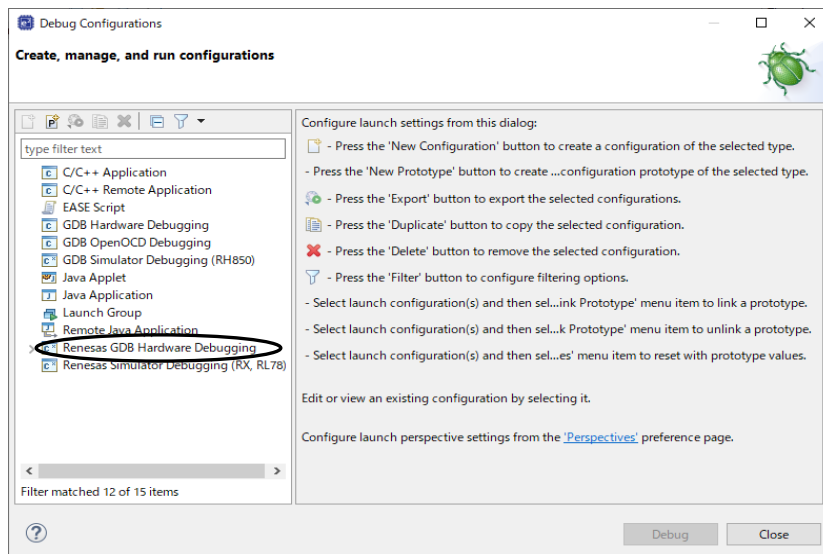 Debug Configurations
Create, manage, and run configurations
type filter text
C/C++ Application
C/C++ Remote Application
EASE Script
GDB Hardware Debugging
GDB OpenOCD Debugging
GDB Simulator Debugging (RH850)
Java Applet
Java Application
Launch Group
Remote Java Application
Renesas GDB Hardware Debugging
Renesas Simulator Debugging (RX, RL78)
Filter matched 12 of 15 items
Configure launch settings from this dialog:
- Press the 'New Configuration' button to create a configuration of the selected type.
- Press the 'New Prototype' button to create ...configuration prototype of the selected type.
- Press the 'Export' button to export the selected configurations.
- Press the 'Duplicate' button to copy the selected configuration.
- Press the 'Delete' button to remove the selected configuration.
- Press the 'Filter' button to configure filtering options.
- Select launch configuration(s) and then sel...ink Prototype' menu item to link a prototype.
- Select launch configuration(s) and then sel...k Prototype' menu item to unlink a prototype.
- Select launch configuration(s) and then sel...es' menu item to reset with prototype values.
Edit or view an existing configuration by selecting it.
Configure launch perspective settings from the 'Perspectives' preference page.
Debug
Close